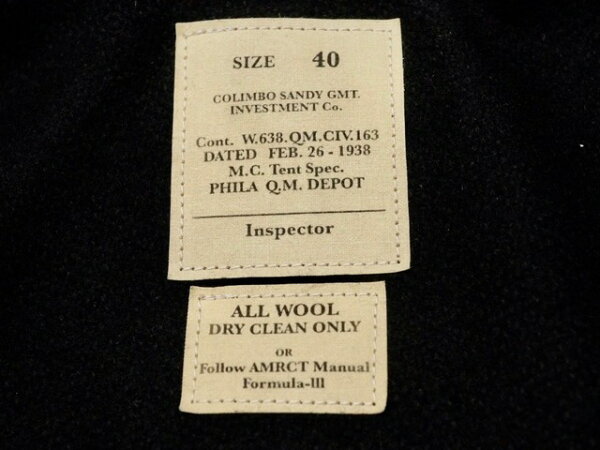 SIZE 40
COLIMBO SANDY GMT.
INVESTMENT Co.
Cont. W.638.QM.CIV.163
DATED FEB. 26 - 1938
M.C. Tent Spec.
PHILA Q.M. DEPOT
Inspector
ALL WOOL
DRY CLEAN ONLY
OR
Follow AMRCT Manual
Formula-lll